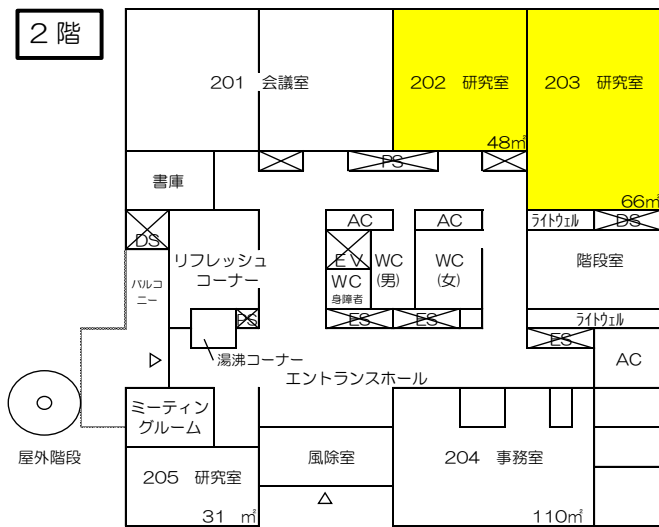 ２階
201 会議室
202 研究室
203 研究室
48㎡
PS
書庫
66㎡
AC
AC
ﾗｲﾄｳｪﾙ
DS
DS
リフレッシュ
コーナー
EV
WC
(男)
WC
(女)
階段室
バルコ
ニー
WC
身障者
PS
ES
ES
ﾗｲﾄｳｪﾙ
ES
湯沸コーナー
AC
エントランスホール
ミーティン
グルーム
屋外階段
205 研究室
風除室
204 事務室
31 ㎡
110㎡